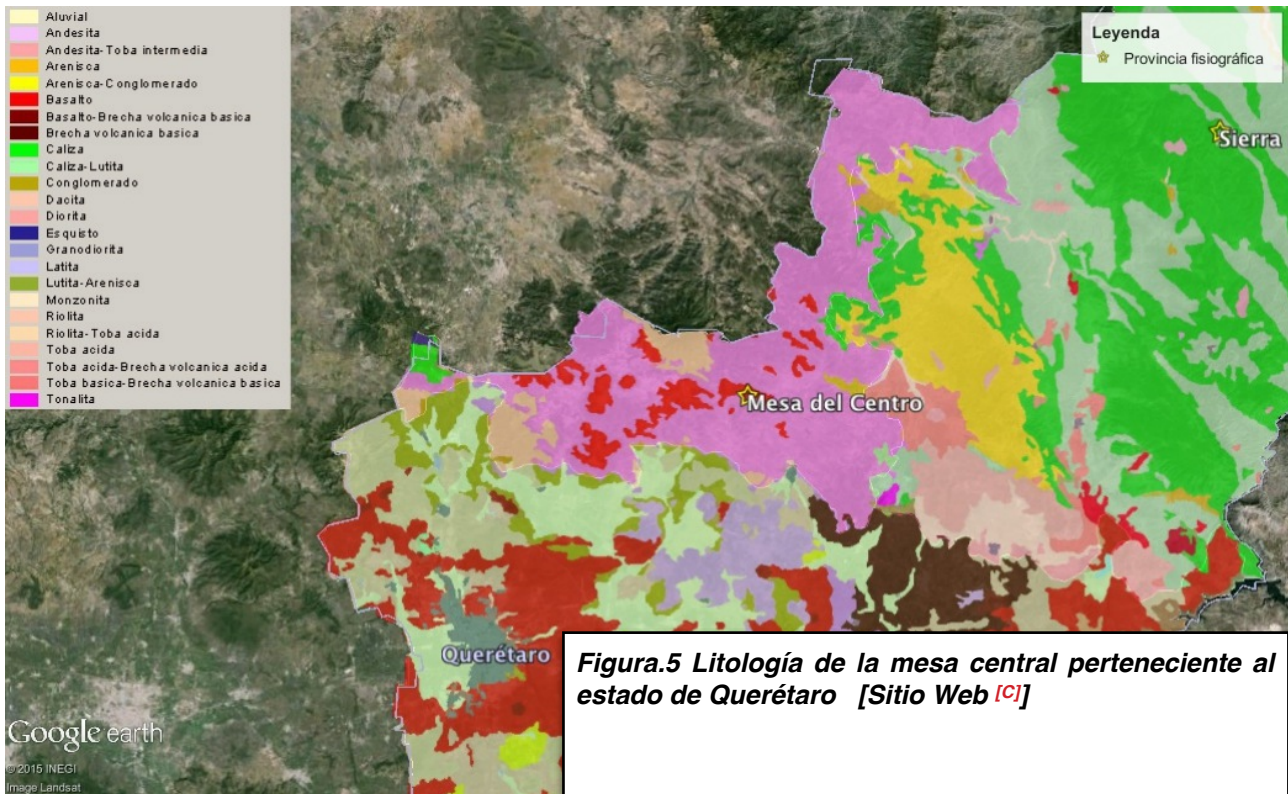 Aluvial
Andesita
Andesita-Toba intermedia
Arenisca
Arenisca-Conglomerado
Basalto
Basalto-Brecha volcanica basica
Brecha volcanica basica
Caliza
Caliza-Lutita
Conglomerado
Dacita
Diorita
Esquisto
Granodiorita
Latita
Lutita-Arenisca
Monzonita
Riolita
Riolita-Toba acida
Toba acida
Toba acida-Brecha volcanica acida
Toba basica-Brecha volcanica basica
Tonalita
Leyenda
Provincia fisiográfica
Sierra
Mesa del Centro
Querétaro
Figura.5 Litología de la mesa central perteneciente al
estado de Querétaro [Sitio Web [C]]
Google earth
© 2015 INEGI
Image Landsat